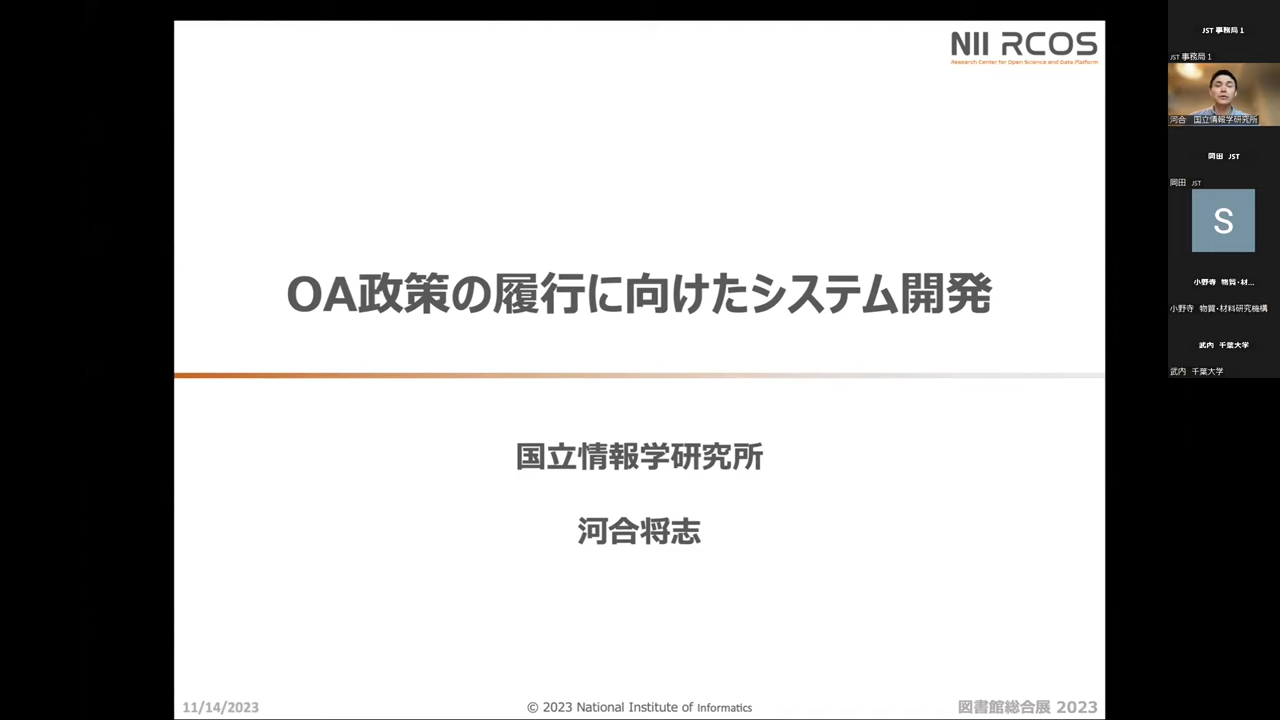 NII RCOS
Research Center for Open Science and Data Platform
OA政策の履行に向けたシステム開発
国立情報学研究所
河合将志
11/14/2023
© 2023 National Institute of Informatics
図書館総合展 2023
JST 事務局 1
JST 事務局 1
河合 国立情報学研究所
岡田 JST
岡田 JST
S
小野寺 物質・材...
小野寺 物質・材料研究機構
武内 千葉大学
武内 千葉大学